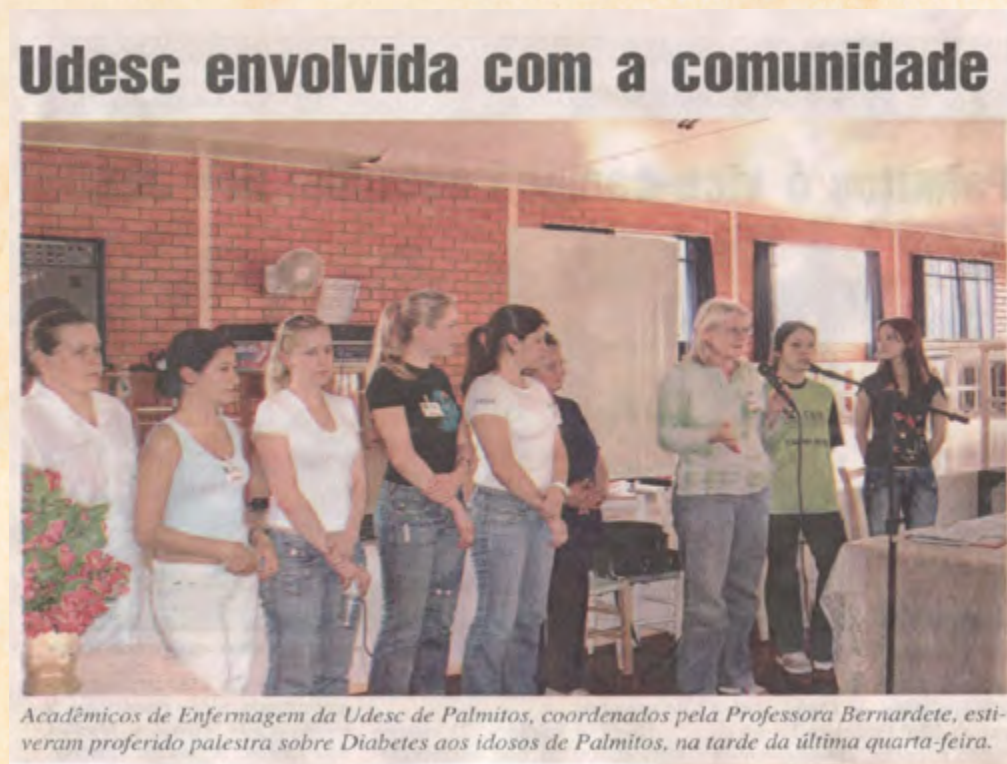 Udesc envolvida com a comunidade
Acadêmicos de Enfermagem da Udesc de Palmitos, coordenados pela Professora Bernardete, esti-
veram proferido palestra sobre Diabetes aos idosos de Palmitos, na tarde da última quarta-feira.